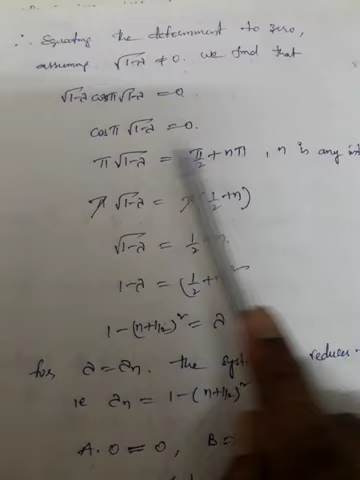 ∴ Equating the determinant to zero,
assuming √1-λ ≠ 0. we find that
√1-λ cosπ√1-λ = 0.
cosπ √1-λ = 0.
π √1-λ = π/2 + nπ , n is any
π √1-λ = π (1/2 + n)
√1-λ = 1/2
1-λ = (1/2 +
1-(n+1/2)² = λ
for λ = λn. the reduces
ie λn = 1-(n+1/2)²
A. 0 = 0, B =